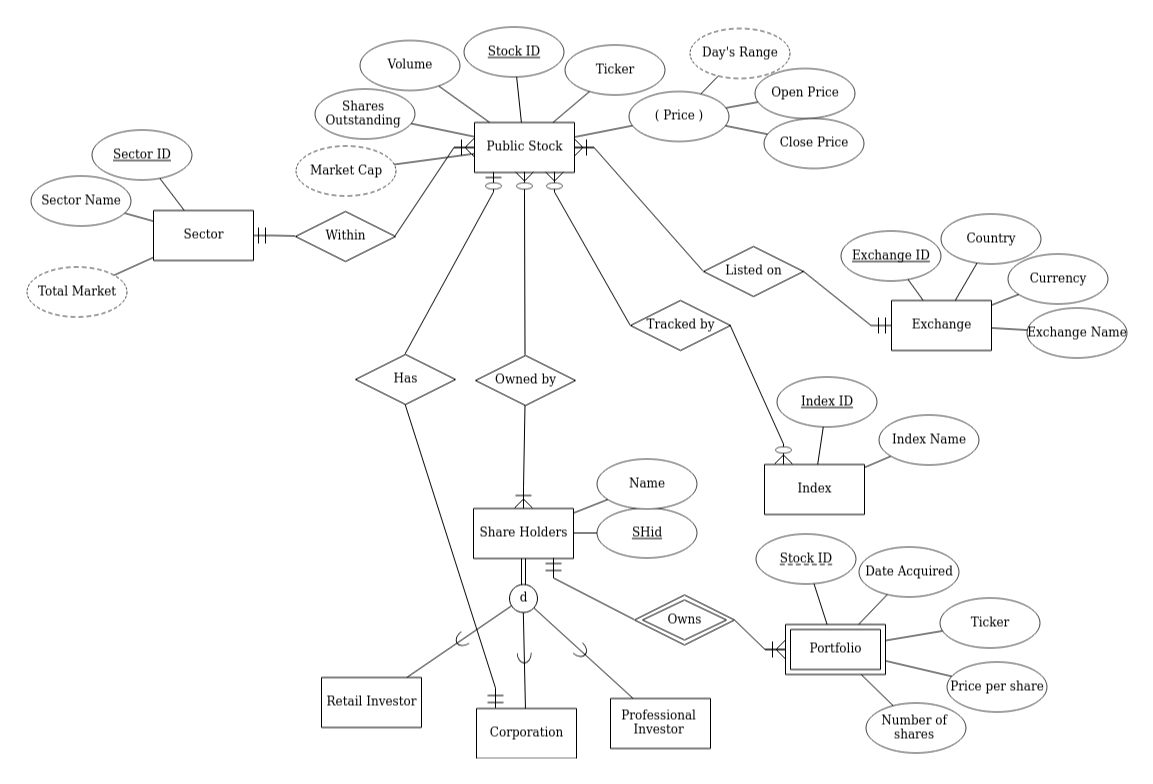 Day's Range
Stock ID
Volume
Ticker
Open Price
Shares
Outstanding
( Price )
Close Price
Public Stock
Sector ID
Market Cap
Sector Name
Sector
Within
Country
Exchange ID
Listed on
Currency
Total Market
Tracked by
Exchange
Exchange Name
Has
Owned by
Index ID
Index Name
Name
Index
Share Holders
SHid
Stock ID
Date Acquired
d
Owns
Ticker
Portfolio
Price per share
Retail Investor
Professional
Investor
Number of
shares
Corporation